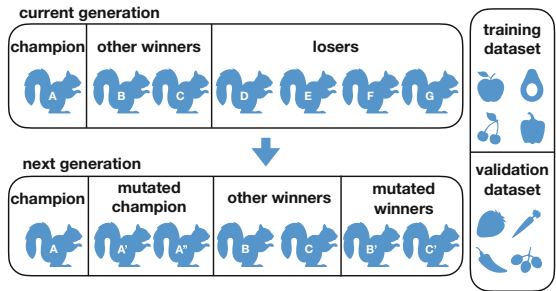 current generation
champion
other winners
losers
A
B
C
D
E
F
G
next generation
champion
mutated
champion
other winners
mutated
winners
A
A'
A"
B
C
B'
C'
training
dataset
validation
dataset